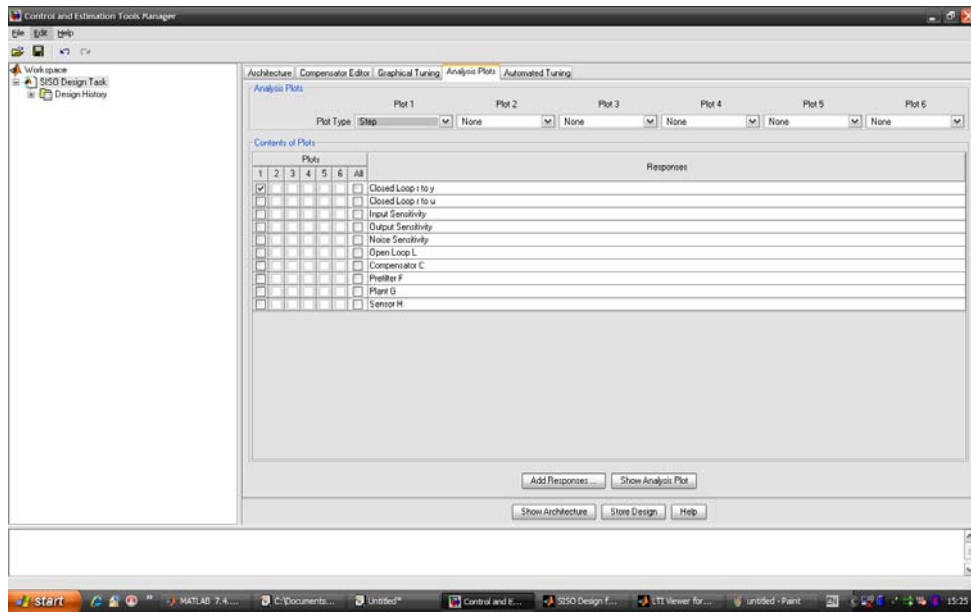 Control and Estimation Tools Manager
File Edit Help
Workspace
SISO Design Task
Design History
Architecture Compensator Editor Graphical Tuning Analysis Plots Automated Tuning
Analysis Plots
Plot 1 Plot 2 Plot 3 Plot 4 Plot 5 Plot 6
Plot Type Step None None None None None
Contents of Plots
Plots
Responses
1 2 3 4 5 6 All
Closed Loop r to y
Closed Loop r to u
Input Sensitivity
Output Sensitivity
Noise Sensitivity
Open Loop L
Compensator C
Prefilter F
Plant G
Sensor H
Add Responses ... Show Analysis Plot
Show Architecture Store Design Help
start MATLAB 7.4.... C:\Documents... Untitled* Control and E... SISO Design f... LTI Viewer for... untitled - Paint 15:25